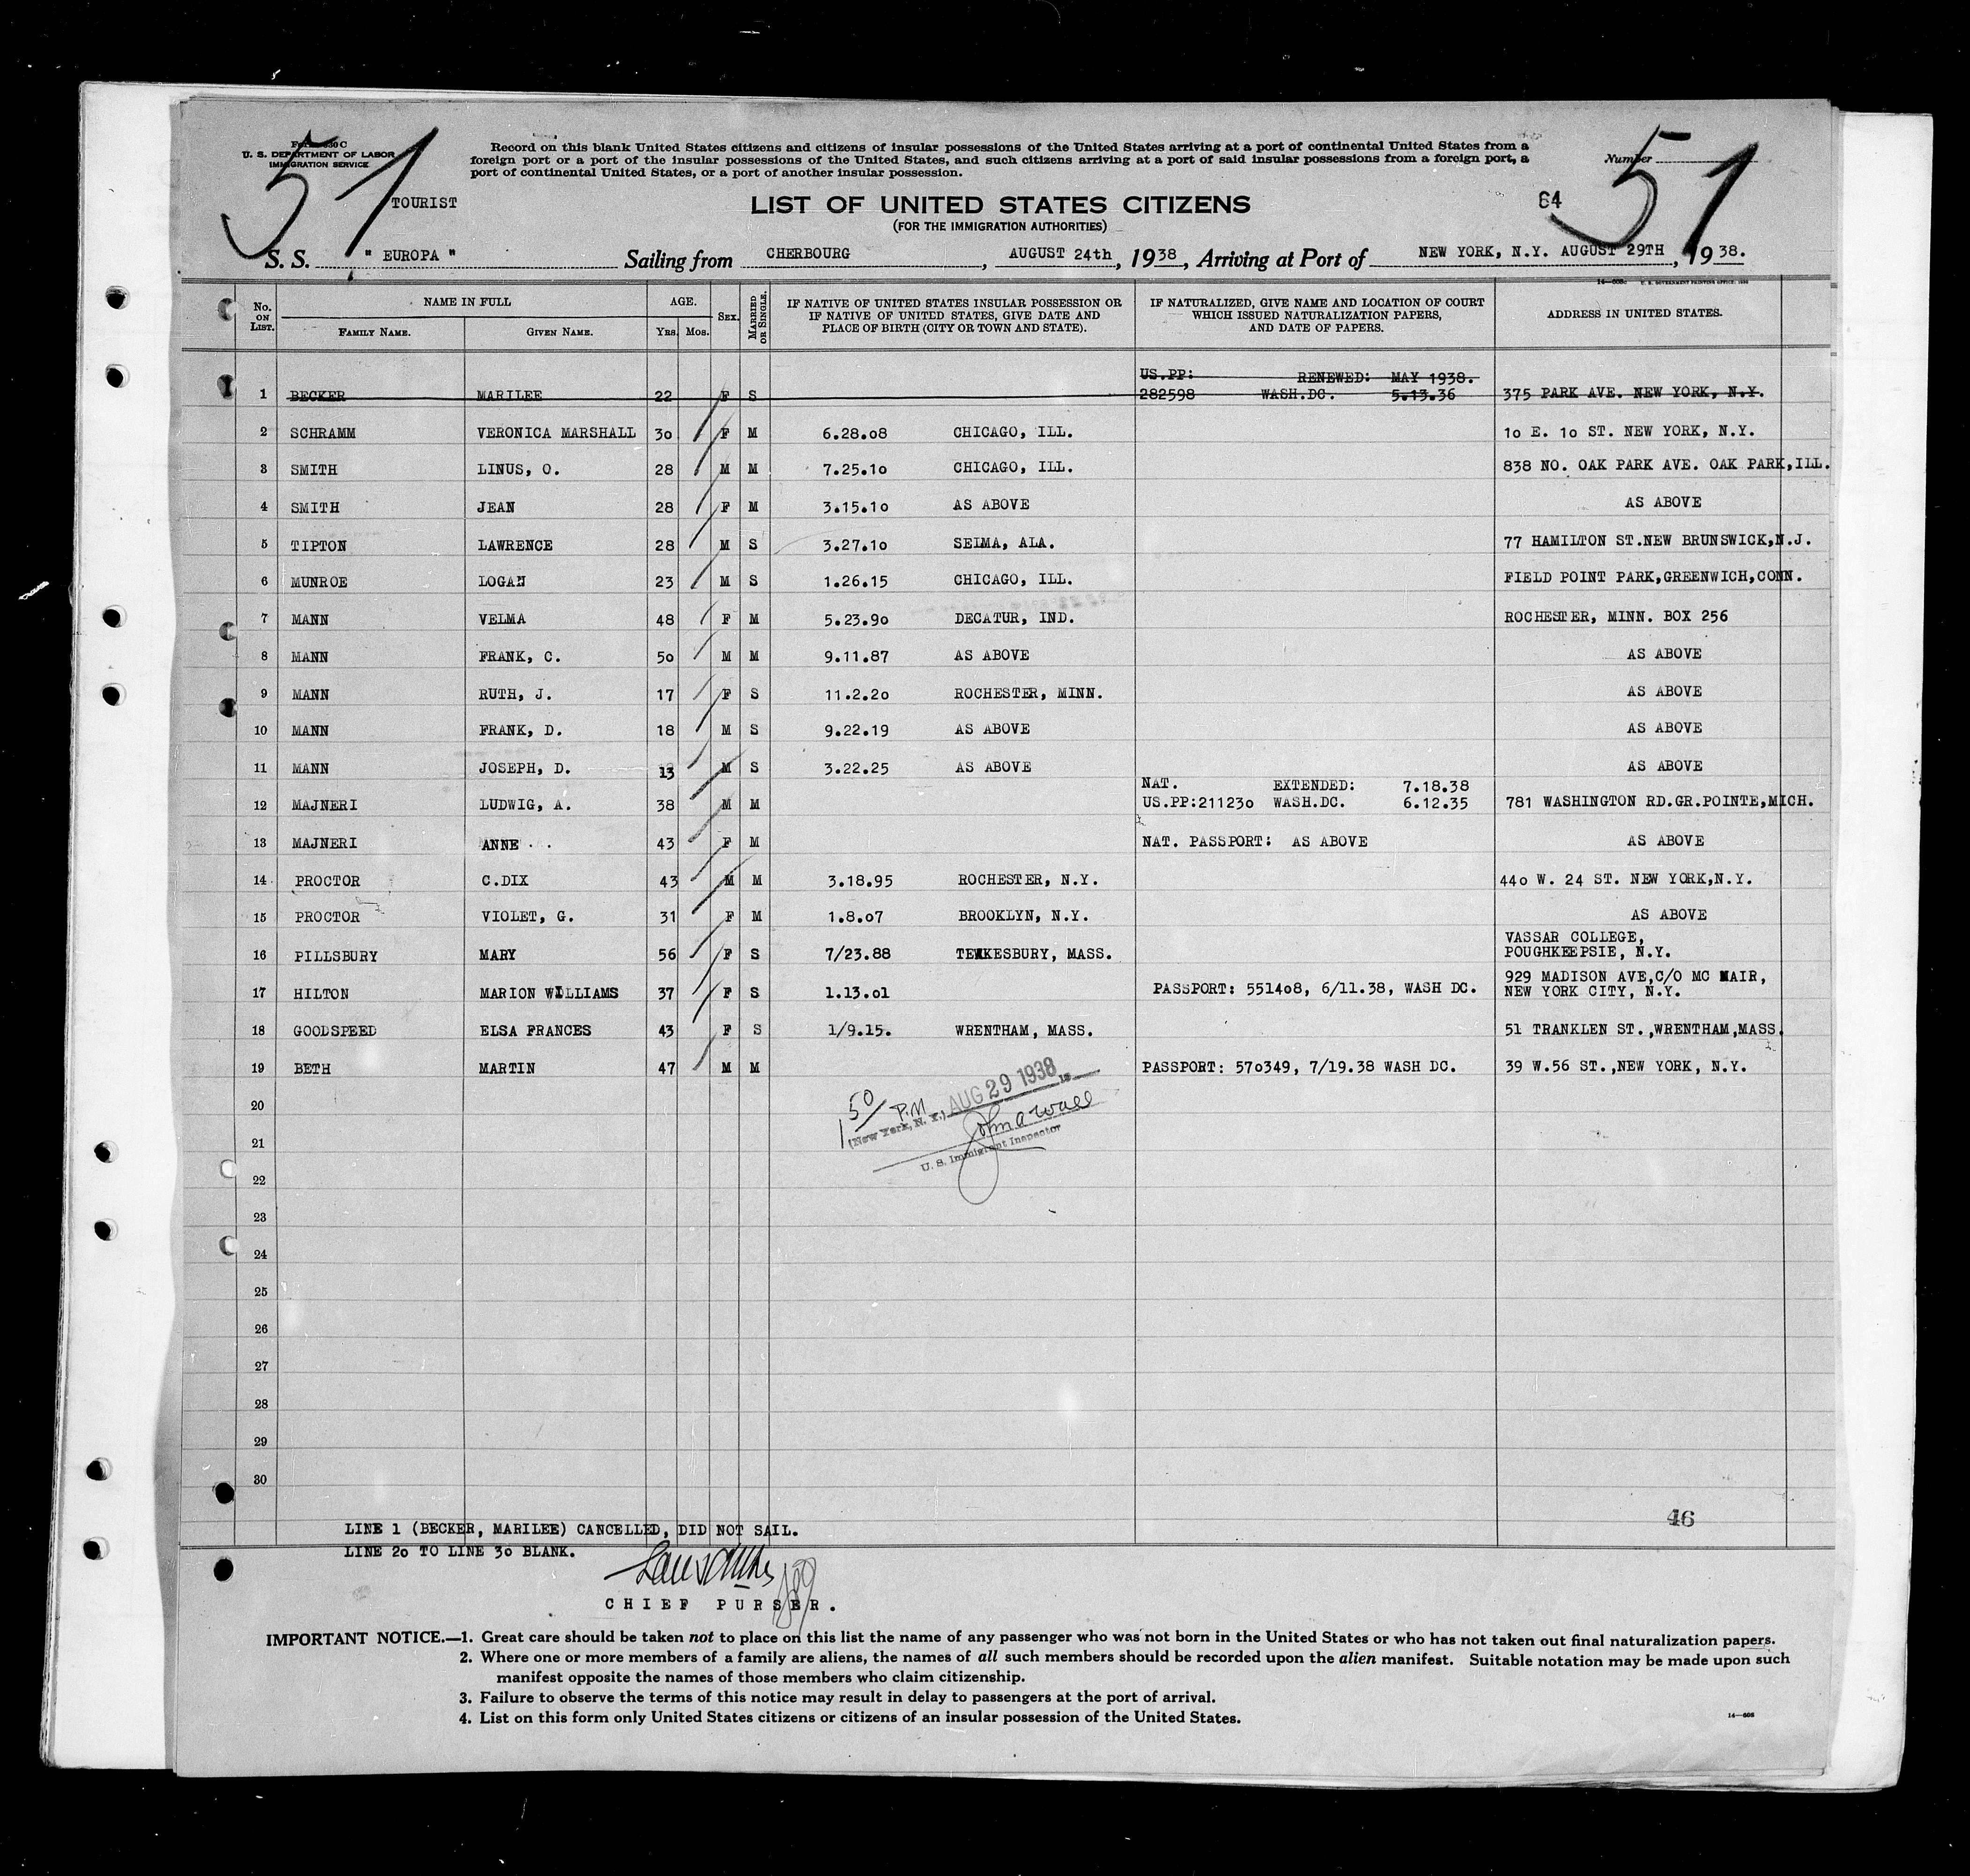 51
Form 630 C
U. S. DEPARTMENT OF LABOR
IMMIGRATION SERVICE
TOURIST
Record on this blank United States citizens and citizens of insular possessions of the United States arriving at a port of continental United States from a
foreign port or a port of the insular possessions of the United States, and such citizens arriving at a port of said insular possessions from a foreign port, a
port of continental United States, or a port of another insular possession.
Number
51
64
LIST OF UNITED STATES CITIZENS
(FOR THE IMMIGRATION AUTHORITIES)
S. S. " EUROPA " Sailing from CHERBOURG, AUGUST 24th, 1938, Arriving at Port of NEW YORK, N.Y. AUGUST 29TH, 1938.
No. ON LIST. NAME IN FULL FAMILY NAME. GIVEN NAME. AGE. Yrs. Mos. SEX. MARRIED OR SINGLE. IF NATIVE OF UNITED STATES INSULAR POSSESSION OR IF NATIVE OF UNITED STATES, GIVE DATE AND PLACE OF BIRTH (CITY OR TOWN AND STATE). IF NATURALIZED, GIVE NAME AND LOCATION OF COURT WHICH ISSUED NATURALIZATION PAPERS, AND DATE OF PAPERS. ADDRESS IN UNITED STATES.
US.PP: RENEWED: MAY 1938.
1 BECKER MARILEE 22 F S 282598 WASH.DC. 5.13.36 375 PARK AVE. NEW YORK, N.Y.
2 SCHRAMM VERONICA MARSHALL 30 F M 6.28.08 CHICAGO, ILL. 10 E. 10 ST. NEW YORK, N.Y.
3 SMITH LINUS, O. 28 M M 7.25.10 CHICAGO, ILL. 838 NO. OAK PARK AVE. OAK PARK,ILL.
4 SMITH JEAN 28 F M 3.15.10 AS ABOVE AS ABOVE
5 TIPTON LAWRENCE 28 M S 3.27.10 SElMA, ALA. 77 HAMILTON ST.NEW BRUNSWICK,N.J.
6 MUNROE LOGAN 23 M S 1.26.15 CHICAGO, ILL. FIELD POINT PARK,GREENWICH,CONN.
7 MANN VELMA 48 F M 5.23.90 DECATUR, IND. ROCHESTER, MINN. BOX 256
8 MANN FRANK, C. 50 M M 9.11.87 AS ABOVE AS ABOVE
9 MANN RUTH, J. 17 F S 11.2.20 ROCHESTER, MINN. AS ABOVE
10 MANN FRANK, D. 18 M S 9.22.19 AS ABOVE AS ABOVE
11 MANN JOSEPH, D. 13 M S 3.22.25 AS ABOVE AS ABOVE
NAT. EXTENDED: 7.18.38
12 MAJNERI LUDWIG, A. 38 M M US.PP:211230 WASH.DC. 6.12.35 781 WASHINGTON RD.GR.POINTE,MICH.
13 MAJNERI ANNE 43 F M NAT. PASSPORT: AS ABOVE AS ABOVE
14 PROCTOR C.DIX 43 M M 3.18.95 ROCHESTER, N.Y. 440 W. 24 ST. NEW YORK,N.Y.
15 PROCTOR VIOLET, G. 31 F M 1.8.07 BROOKLYN, N.Y. AS ABOVE
VASSAR COLLEGE,
16 PILLSBURY MARY 56 F S 7/23.88 TEWKESBURY, MASS. POUGHKEEPSIE, N.Y.
929 MADISON AVE,C/O MC NAIR,
17 HILTON MARION WILLIAMS 37 F S 1.13.01 PASSPORT: 551408, 6/11.38, WASH DC. NEW YORK CITY, N.Y.
18 GOODSPEED ELSA FRANCES 43 F S 1/9.15. WRENTHAM, MASS. 51 TRANKLEN ST.,WRENTHAM,MASS.
19 BETH MARTIN 47 M M PASSPORT: 570349, 7/19.38 WASH DC. 39 W.56 ST.,NEW YORK, N.Y.
20
1 50/ P.M
(New York, N. Y.) AUG 29 1938 19
21
John A Wall
U. S. Immigrant Inspector
22
23
24
25
26
27
28
29
30
46
LINE 1 (BECKER, MARILEE) CANCELLED, DID NOT SAIL.
LINE 20 TO LINE 30 BLANK.
CHIEF PURSER.
IMPORTANT NOTICE.—1. Great care should be taken not to place on this list the name of any passenger who was not born in the United States or who has not taken out final naturalization papers.
2. Where one or more members of a family are aliens, the names of all such members should be recorded upon the alien manifest. Suitable notation may be made upon such
manifest opposite the names of those members who claim citizenship.
3. Failure to observe the terms of this notice may result in delay to passengers at the port of arrival.
4. List on this form only United States citizens or citizens of an insular possession of the United States.
14—608